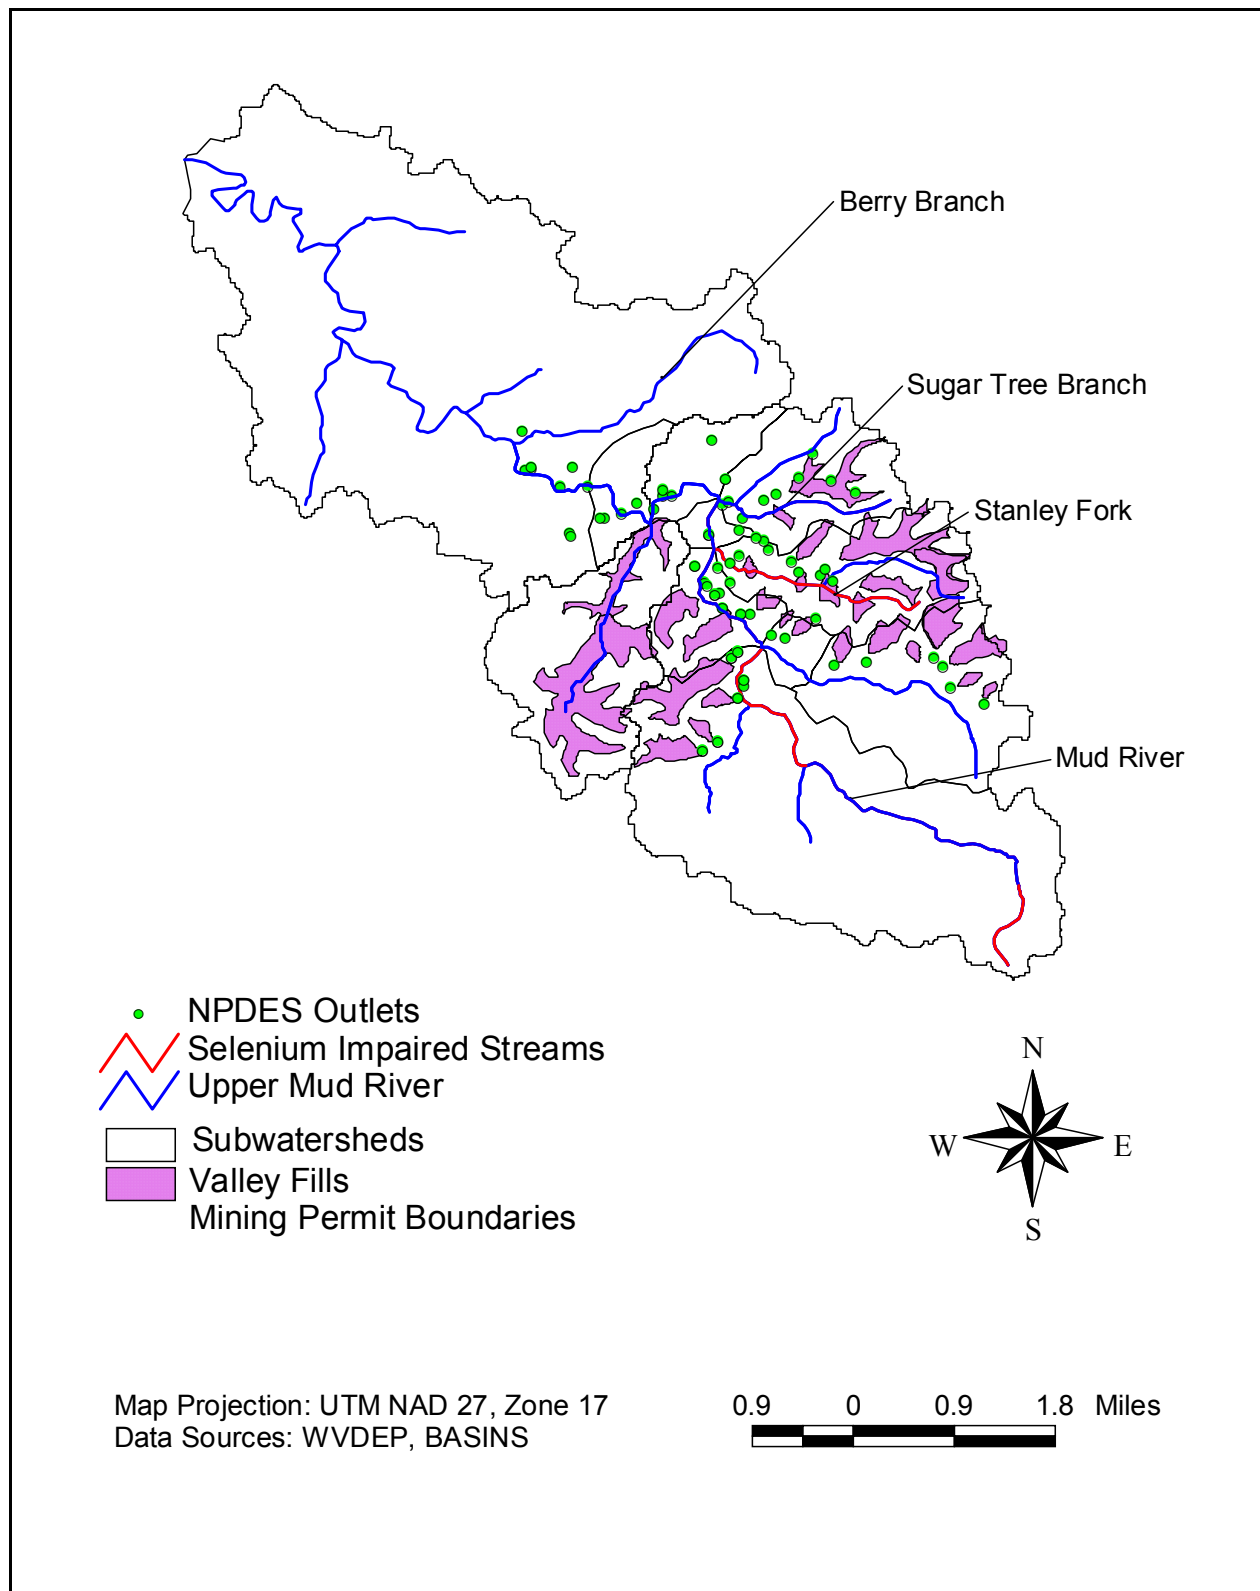 Berry Branch
Sugar Tree Branch
Stanley Fork
Mud River
NPDES Outlets
Selenium Impaired Streams
Upper Mud River
Subwatersheds
Valley Fills
Mining Permit Boundaries
N
W E
S
Map Projection: UTM NAD 27, Zone 17
Data Sources: WVDEP, BASINS
0.9 0 0.9 1.8 Miles